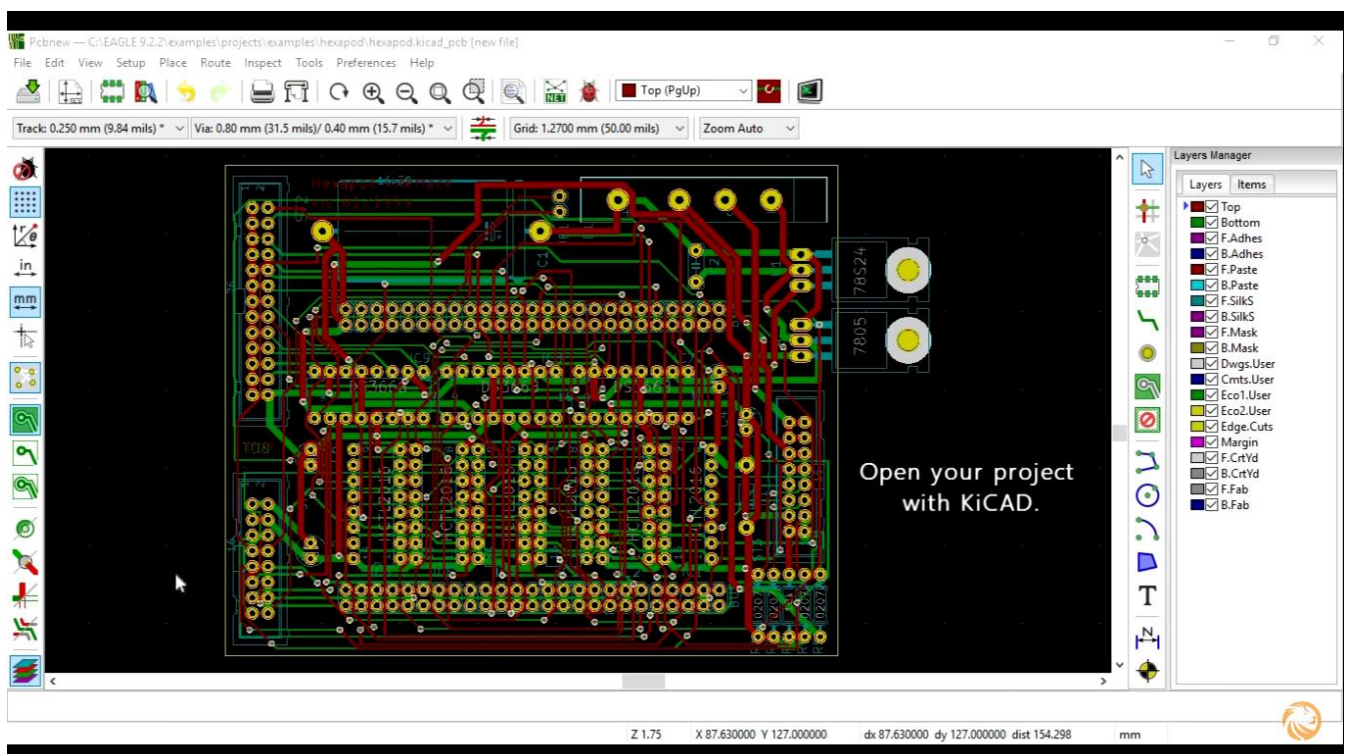 Pcbnew — C:\EAGLE 9.2.2\examples\projects\examples\hexapod\hexapod.kicad_pcb [new file]
File Edit View Setup Place Route Inspect Tools Preferences Help
NET
Top (PgUp)
Track: 0.250 mm (9.84 mils) *
Via: 0.80 mm (31.5 mils)/ 0.40 mm (15.7 mils) *
Grid: 1.2700 mm (50.00 mils)
Zoom Auto
in
mm
78S24
7805
Open your project
with KiCAD.
T
N
Layers Manager
Layers Items
Top
Bottom
F.Adhes
B.Adhes
F.Paste
B.Paste
F.SilkS
B.SilkS
F.Mask
B.Mask
Dwgs.User
Cmts.User
Eco1.User
Eco2.User
Edge.Cuts
Margin
F.CrtYd
B.CrtYd
F.Fab
B.Fab
Z 1.75 X 87.630000 Y 127.000000 dx 87.630000 dy 127.000000 dist 154.298 mm